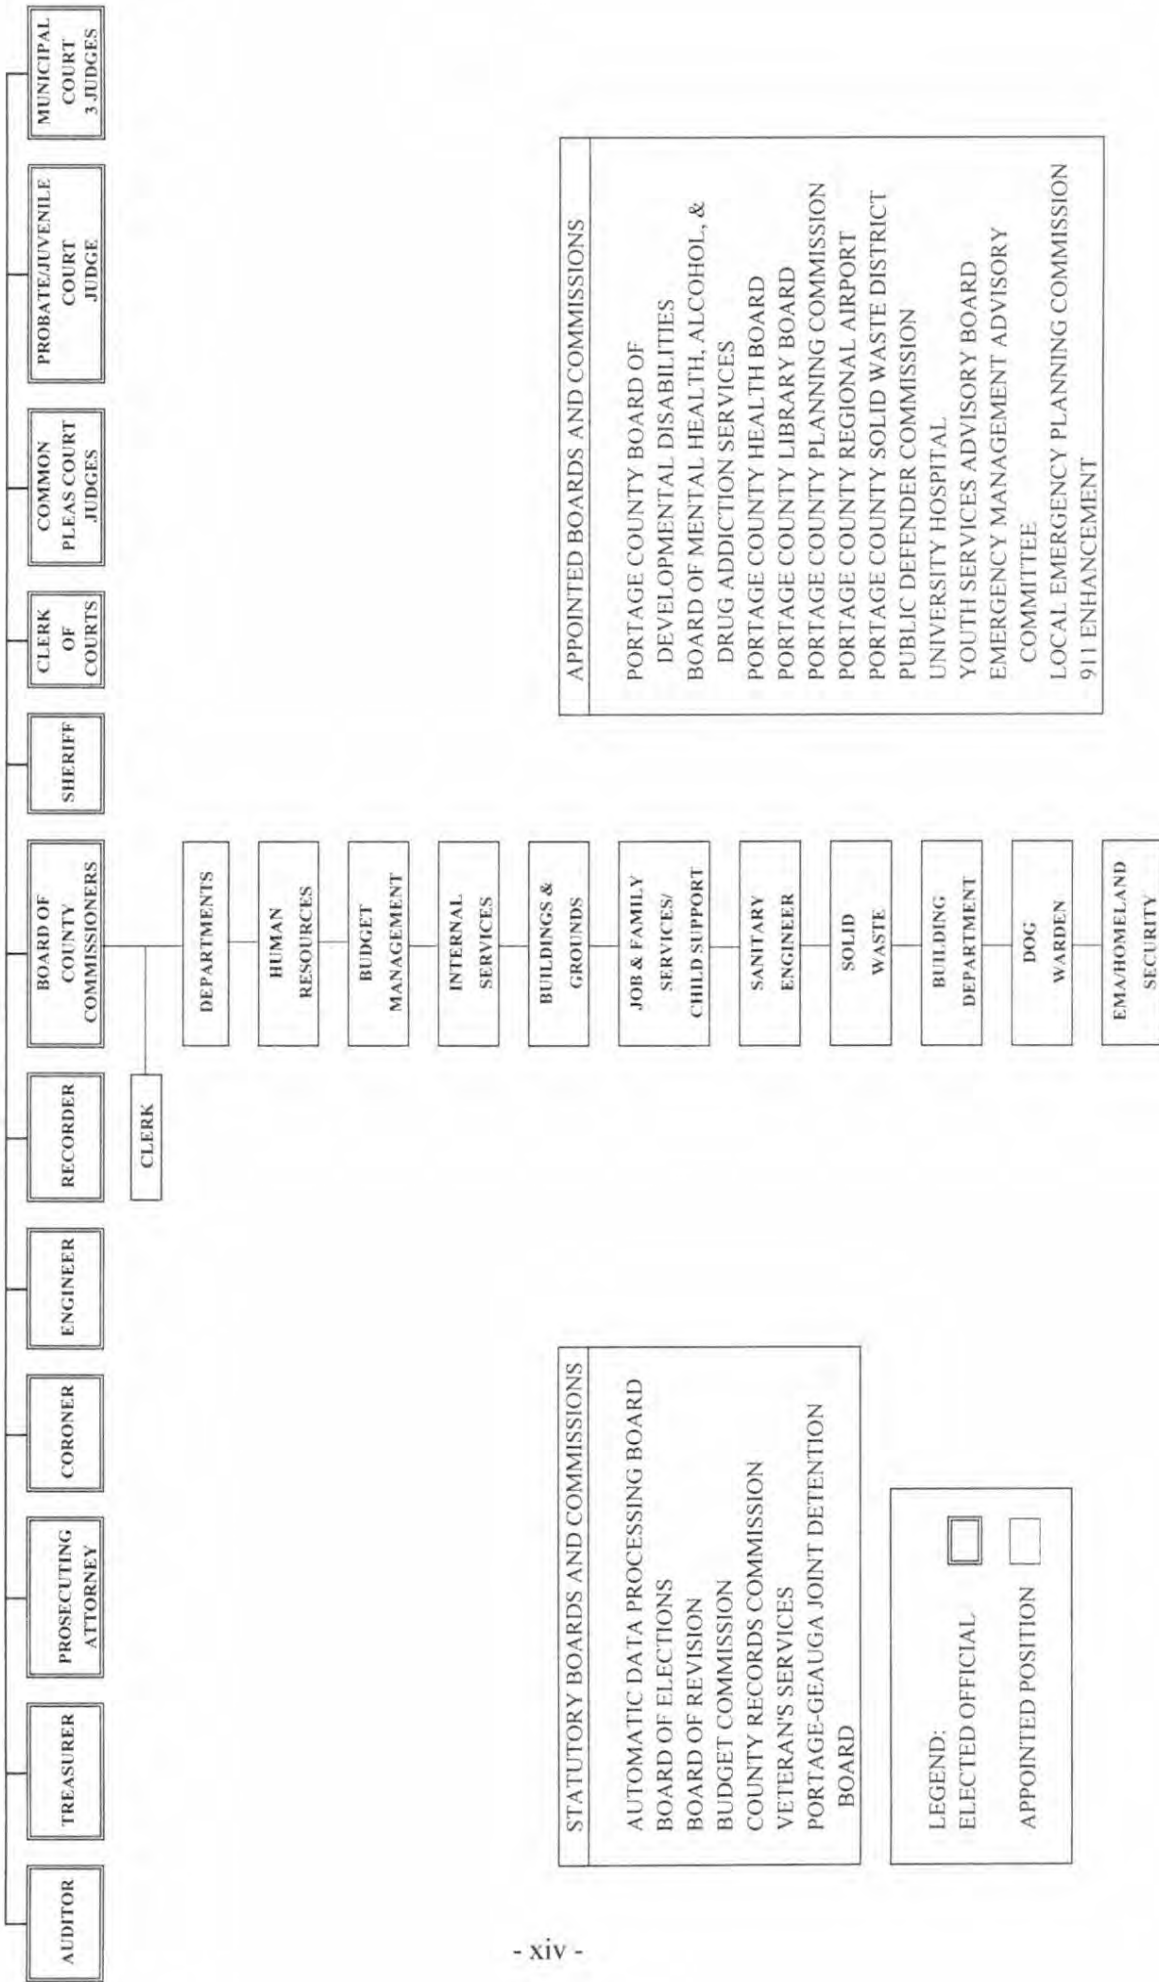 AUDITOR
TREASURER
PROSECUTING
ATTORNEY
CORONER
ENGINEER
RECORDER
BOARD OF
COUNTY
COMMISSIONERS
SHERIFF
CLERK
OF
COURTS
COMMON
PLEAS COURT
JUDGES
PROBATE/JUVENILE
COURT
JUDGE
MUNICIPAL
COURT
3 JUDGES
CLERK
DEPARTMENTS
HUMAN
RESOURCES
BUDGET
MANAGEMENT
INTERNAL
SERVICES
BUILDINGS &
GROUNDS
JOB & FAMILY
SERVICES/
CHILD SUPPORT
SANITARY
ENGINEER
SOLID
WASTE
BUILDING
DEPARTMENT
DOG
WARDEN
EMA/HOMELAND
SECURITY
STATUTORY BOARDS AND COMMISSIONS
AUTOMATIC DATA PROCESSING BOARD
BOARD OF ELECTIONS
BOARD OF REVISION
BUDGET COMMISSION
COUNTY RECORDS COMMISSION
VETERAN'S SERVICES
PORTAGE-GEAUGA JOINT DETENTION
BOARD
LEGEND:
ELECTED OFFICIAL
APPOINTED POSITION
APPOINTED BOARDS AND COMMISSIONS
PORTAGE COUNTY BOARD OF
DEVELOPMENTAL DISABILITIES
BOARD OF MENTAL HEALTH, ALCOHOL, &
DRUG ADDICTION SERVICES
PORTAGE COUNTY HEALTH BOARD
PORTAGE COUNTY LIBRARY BOARD
PORTAGE COUNTY PLANNING COMMISSION
PORTAGE COUNTY REGIONAL AIRPORT
PORTAGE COUNTY SOLID WASTE DISTRICT
PUBLIC DEFENDER COMMISSION
UNIVERSITY HOSPITAL
YOUTH SERVICES ADVISORY BOARD
EMERGENCY MANAGEMENT ADVISORY
COMMITTEE
LOCAL EMERGENCY PLANNING COMMISSION
911 ENHANCEMENT
- xiv -